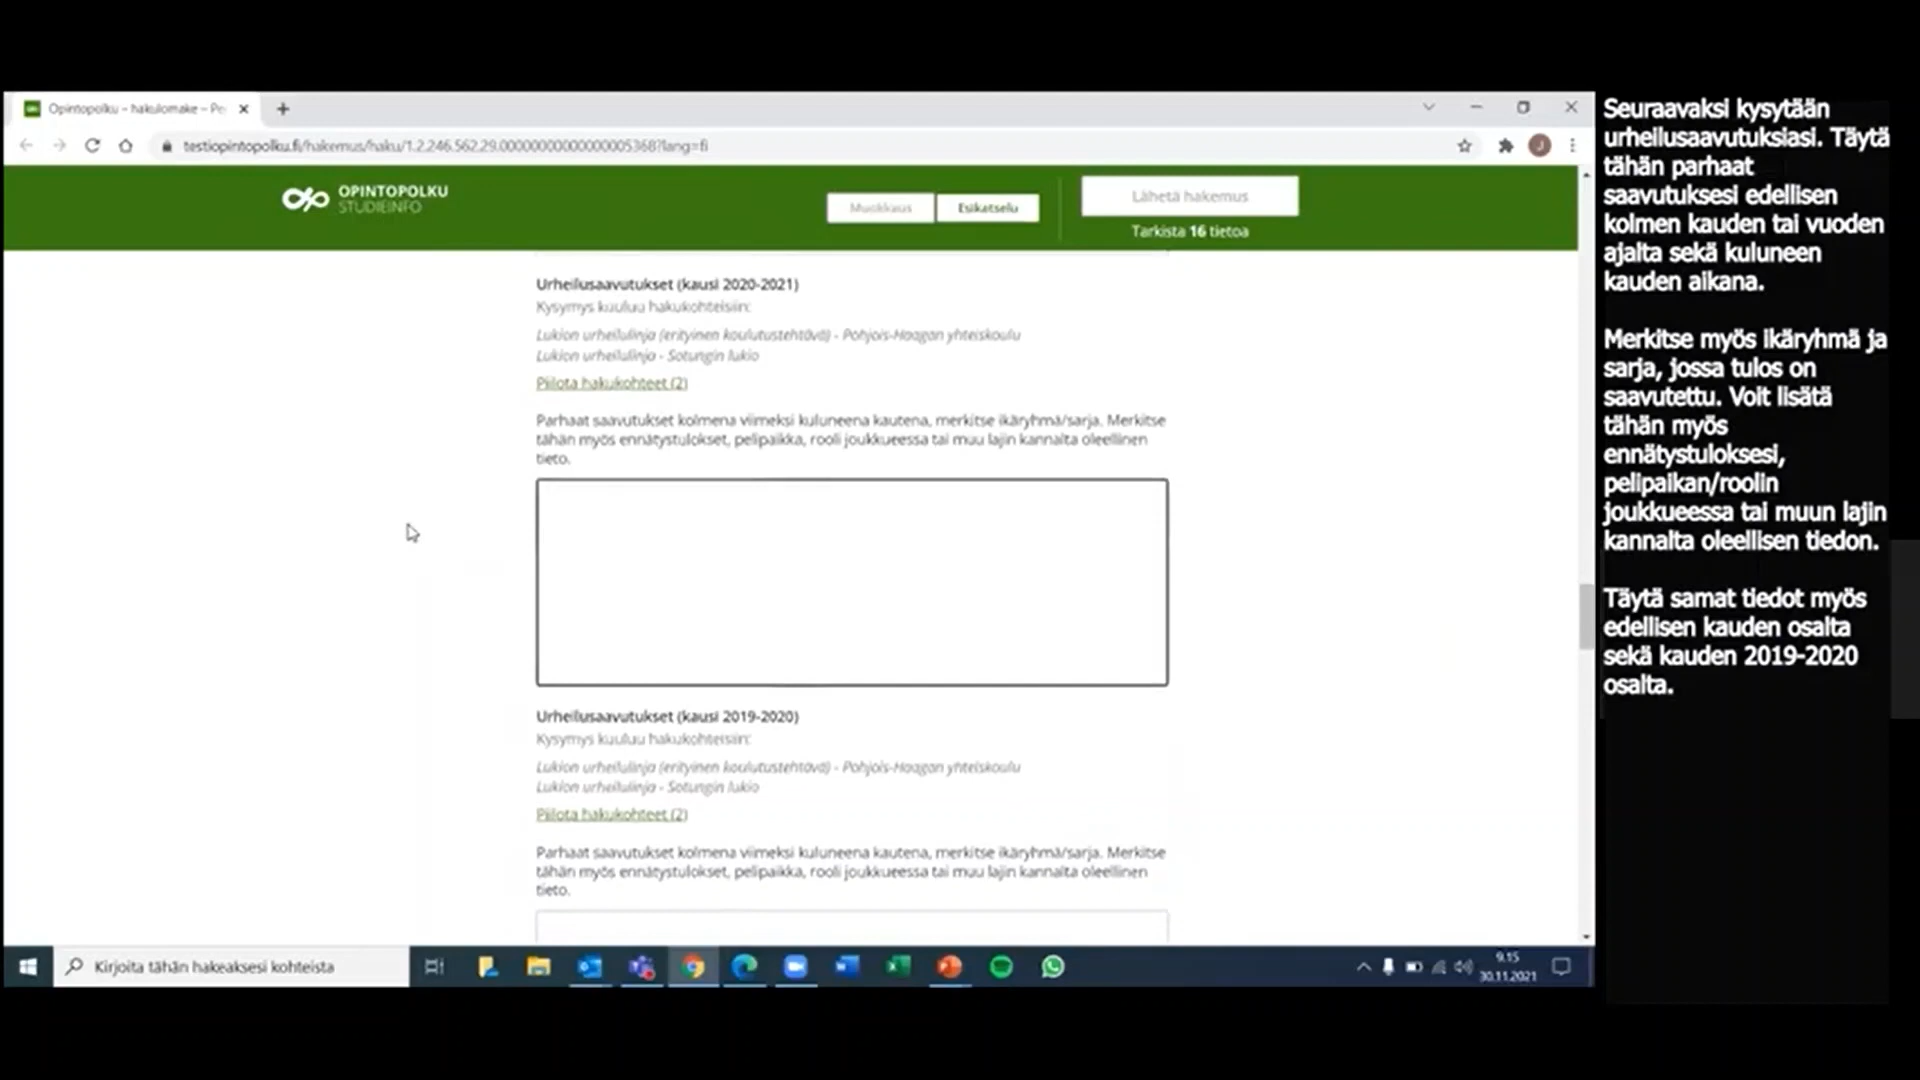 Opintopolku – hakulomake – Pe
testiopintopolku.fi/hakemus/haku/1.2.246.562.29.00000000000000005368?lang=fi
OPINTOPOLKU
STUDIEINFO
Muokkaus
Esikatselu
Lähetä hakemus
Tarkista 16 tietoa
Urheilusaavutukset (kausi 2020-2021)
Kysymys kuuluu hakukohteisiin:
Lukion urheilulinja (erityinen koulutustehtävä) - Pohjois-Haagan yhteiskoulu
Lukion urheilulinja - Sotungin lukio
Piilota hakukohteet (2)
Parhaat saavutukset kolmena viimeksi kuluneena kautena, merkitse ikäryhmä/sarja. Merkitse
tähän myös ennätystulokset, pelipaikka, rooli joukkueessa tai muu lajin kannalta oleellinen
tieto.
Urheilusaavutukset (kausi 2019-2020)
Kysymys kuuluu hakukohteisiin:
Lukion urheilulinja (erityinen koulutustehtävä) - Pohjois-Haagan yhteiskoulu
Lukion urheilulinja - Sotungin lukio
Piilota hakukohteet (2)
Parhaat saavutukset kolmena viimeksi kuluneena kautena, merkitse ikäryhmä/sarja. Merkitse
tähän myös ennätystulokset, pelipaikka, rooli joukkueessa tai muu lajin kannalta oleellinen
tieto.
Kirjoita tähän hakeaksesi kohteista
9.15
30.11.2021
Seuraavaksi kysytään
urheilusaavutuksiasi. Täytä
tähän parhaat
saavutuksesi edellisen
kolmen kauden tai vuoden
ajalta sekä kuluneen
kauden aikana.
Merkitse myös ikäryhmä ja
sarja, jossa tulos on
saavutettu. Voit lisätä
tähän myös
ennätystuloksesi,
pelipaikan/roolin
joukkueessa tai muun lajin
kannalta oleellisen tiedon.
Täytä samat tiedot myös
edellisen kauden osalta
sekä kauden 2019-2020
osalta.